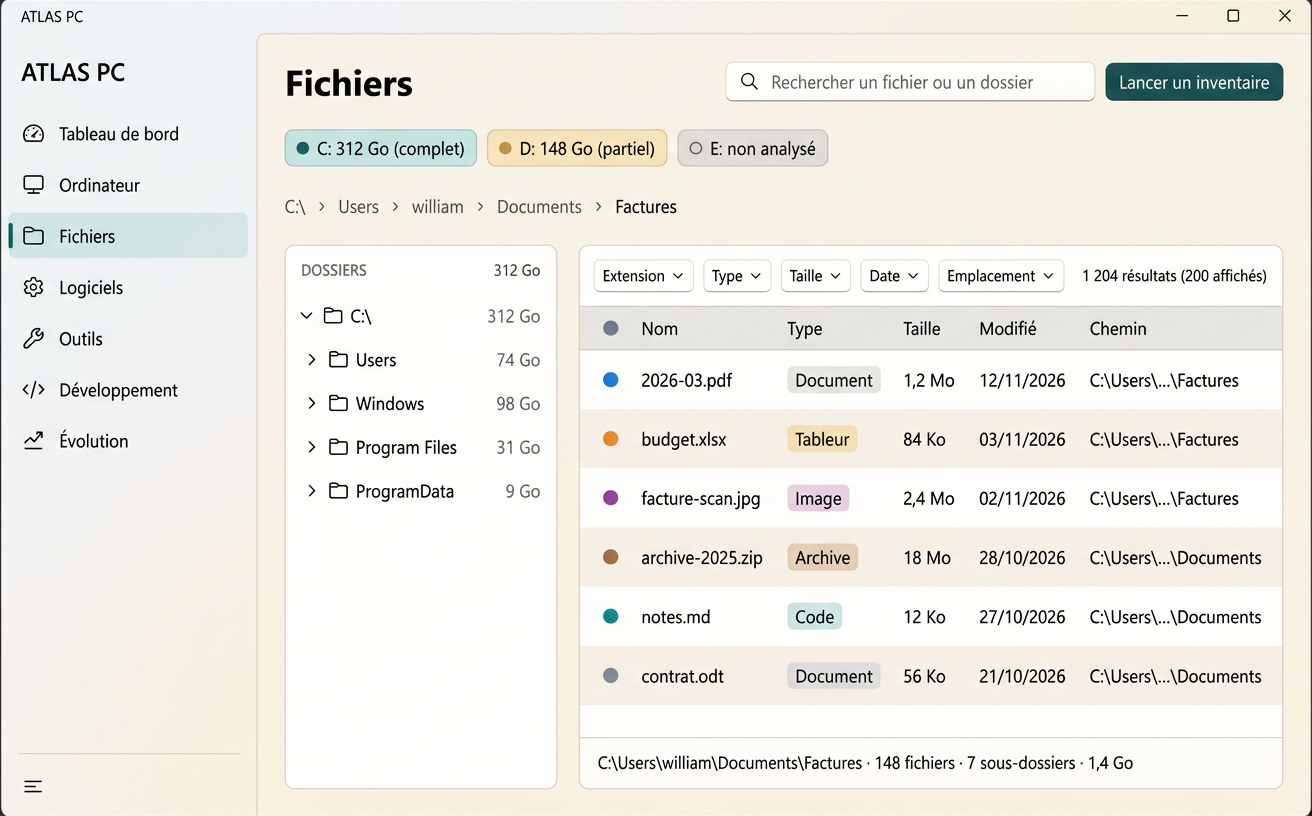 ATLAS PC
ATLAS PC
Tableau de bord
Ordinateur
Fichiers
Logiciels
Outils
Développement
Évolution
Fichiers
Rechercher un fichier ou un dossier
Lancer un inventaire
C: 312 Go (complet)
D: 148 Go (partiel)
E: non analysé
C:\ > Users > william > Documents > Factures
DOSSIERS 312 Go
C:\ 312 Go
Users 74 Go
Windows 98 Go
Program Files 31 Go
ProgramData 9 Go
Extension Type Taille Date Emplacement 1 204 résultats (200 affichés)
Nom Type Taille Modifié Chemin
2026-03.pdf Document 1,2 Mo 12/11/2026 C:\Users\...\Factures
budget.xlsx Tableur 84 Ko 03/11/2026 C:\Users\...\Factures
facture-scan.jpg Image 2,4 Mo 02/11/2026 C:\Users\...\Factures
archive-2025.zip Archive 18 Mo 28/10/2026 C:\Users\...\Documents
notes.md Code 12 Ko 27/10/2026 C:\Users\...\Documents
contrat.odt Document 56 Ko 21/10/2026 C:\Users\...\Documents
C:\Users\william\Documents\Factures · 148 fichiers · 7 sous-dossiers · 1,4 Go